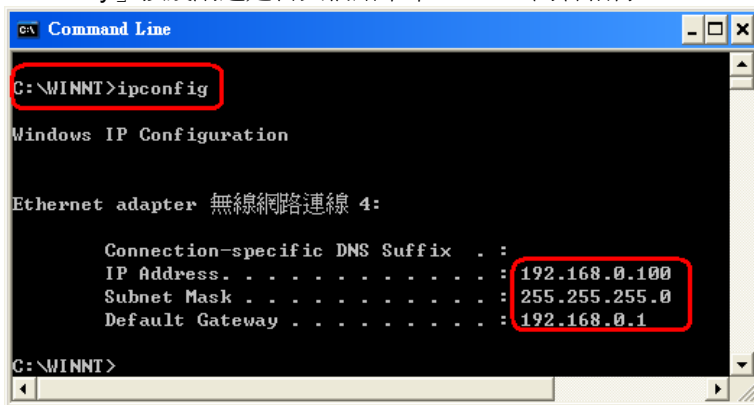 Command Line
C:\WINNT>ipconfig
Windows IP Configuration
Ethernet adapter 無線網路連線 4:
Connection-specific DNS Suffix . :
IP Address. . . . . . . . . . . . : 192.168.0.100
Subnet Mask . . . . . . . . . . . : 255.255.255.0
Default Gateway . . . . . . . . . : 192.168.0.1
C:\WINNT>